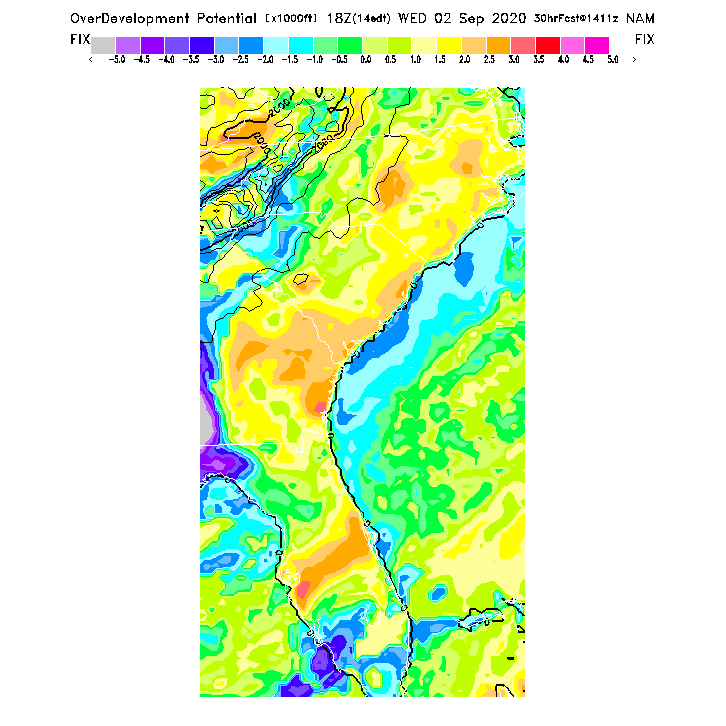 OverDevelopment Potential [x1000ft] 18Z(14edt) WED 02 Sep 2020 30hrFcst@1411z NAM
FIX FIX
< -5.0 -4.5 -4.0 -3.5 -3.0 -2.5 -2.0 -1.5 -1.0 -0.5 0.0 0.5 1.0 1.5 2.0 2.5 3.0 3.5 4.0 4.5 5.0 >
2000
2000